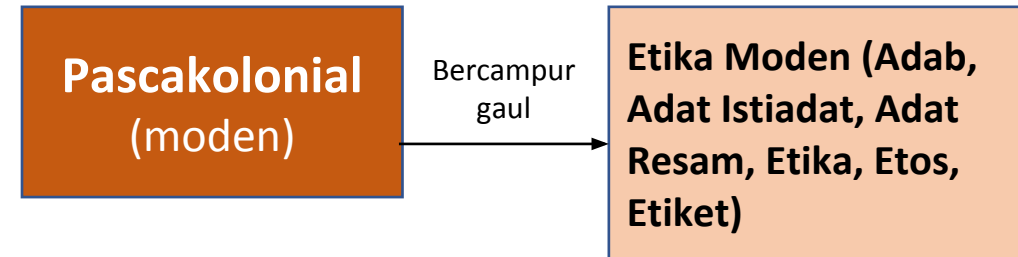 Pascakolonial
(moden)
Bercampur
gaul
Etika Moden (Adab,
Adat Istiadat, Adat
Resam, Etika, Etos,
Etiket)